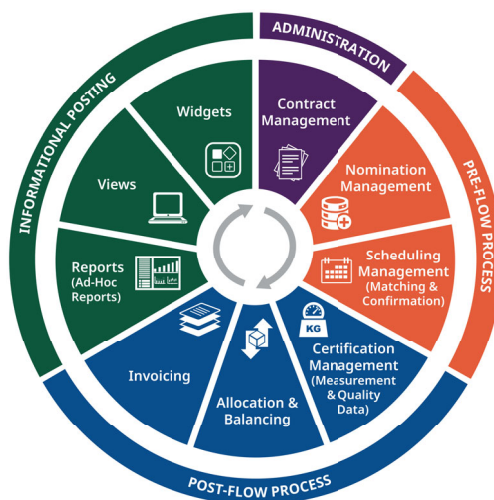 ADMINISTRATION
Contract
Management
PRE-FLOW PROCESS
Nomination
Management
Scheduling
Management
(Matching &
Confirmation)
POST-FLOW PROCESS
KG
Certification
Management
(Measurement
& Quality
Data)
Allocation &
Balancing
Invoicing
INFORMATIONAL POSTING
Reports
(Ad-Hoc
Reports)
Views
Widgets